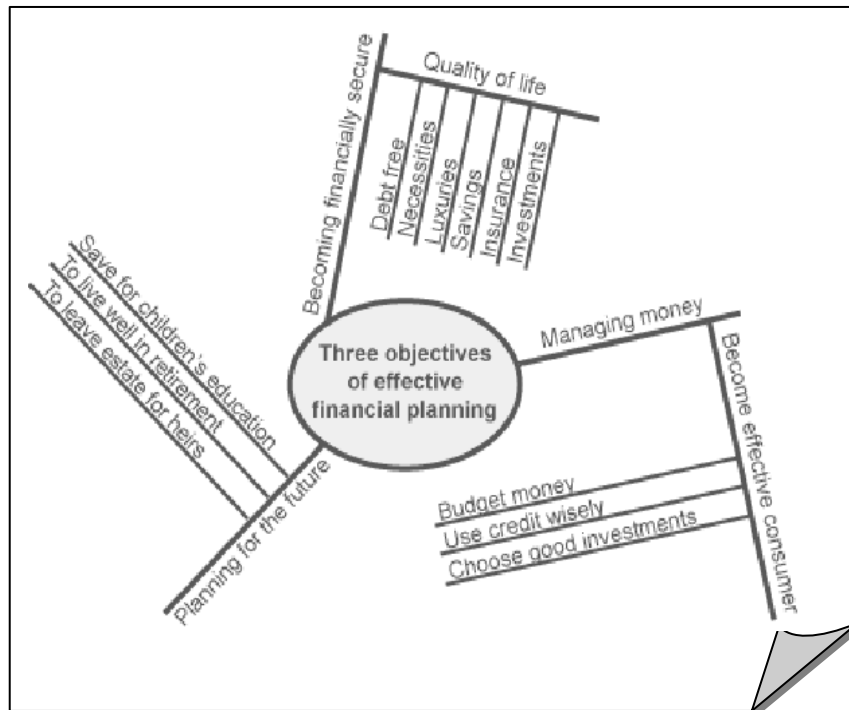 Becoming financially secure
Quality of life
Debt free
Necessities
Luxuries
Savings
Insurance
Investments
Three objectives
of effective
financial planning
Managing money
Become effective consumer
Budget money
Use credit wisely
Choose good investments
Planning for the future
Save for children's education
To live well in retirement
To leave estate for heirs